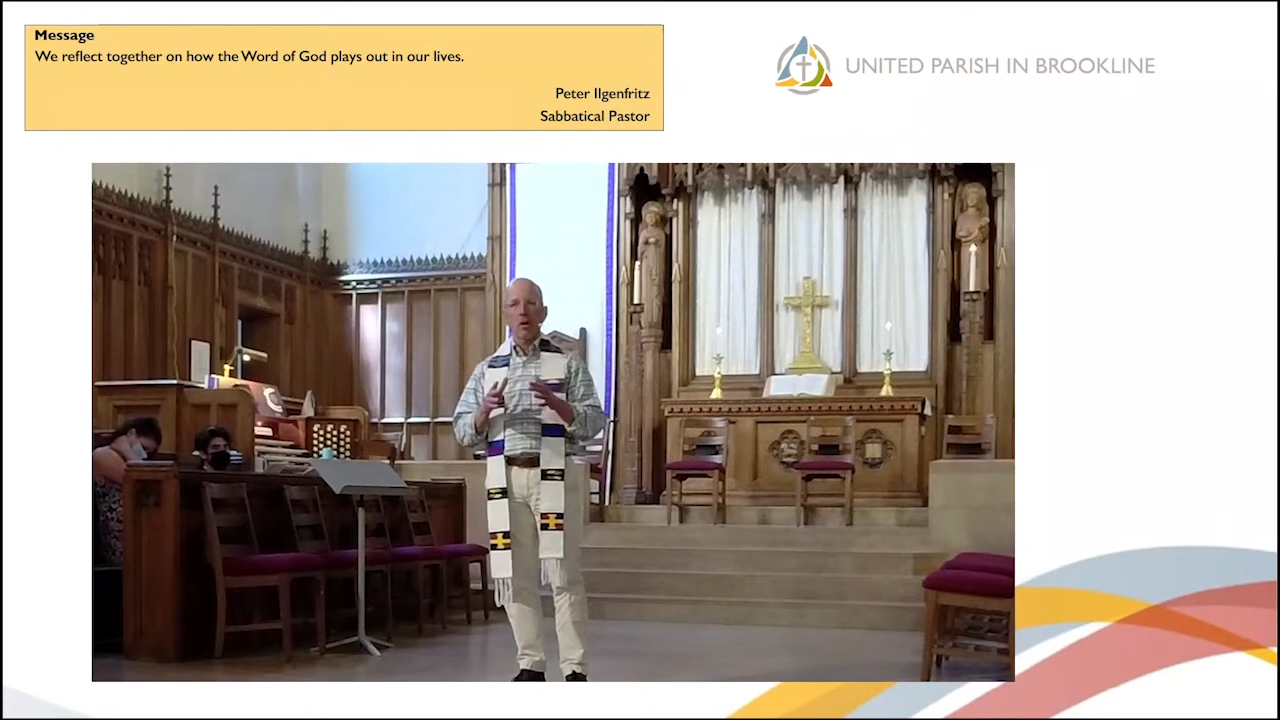 Message
We reflect together on how the Word of God plays out in our lives.
Peter Ilgenfritz
Sabbatical Pastor
UNITED PARISH IN BROOKLINE